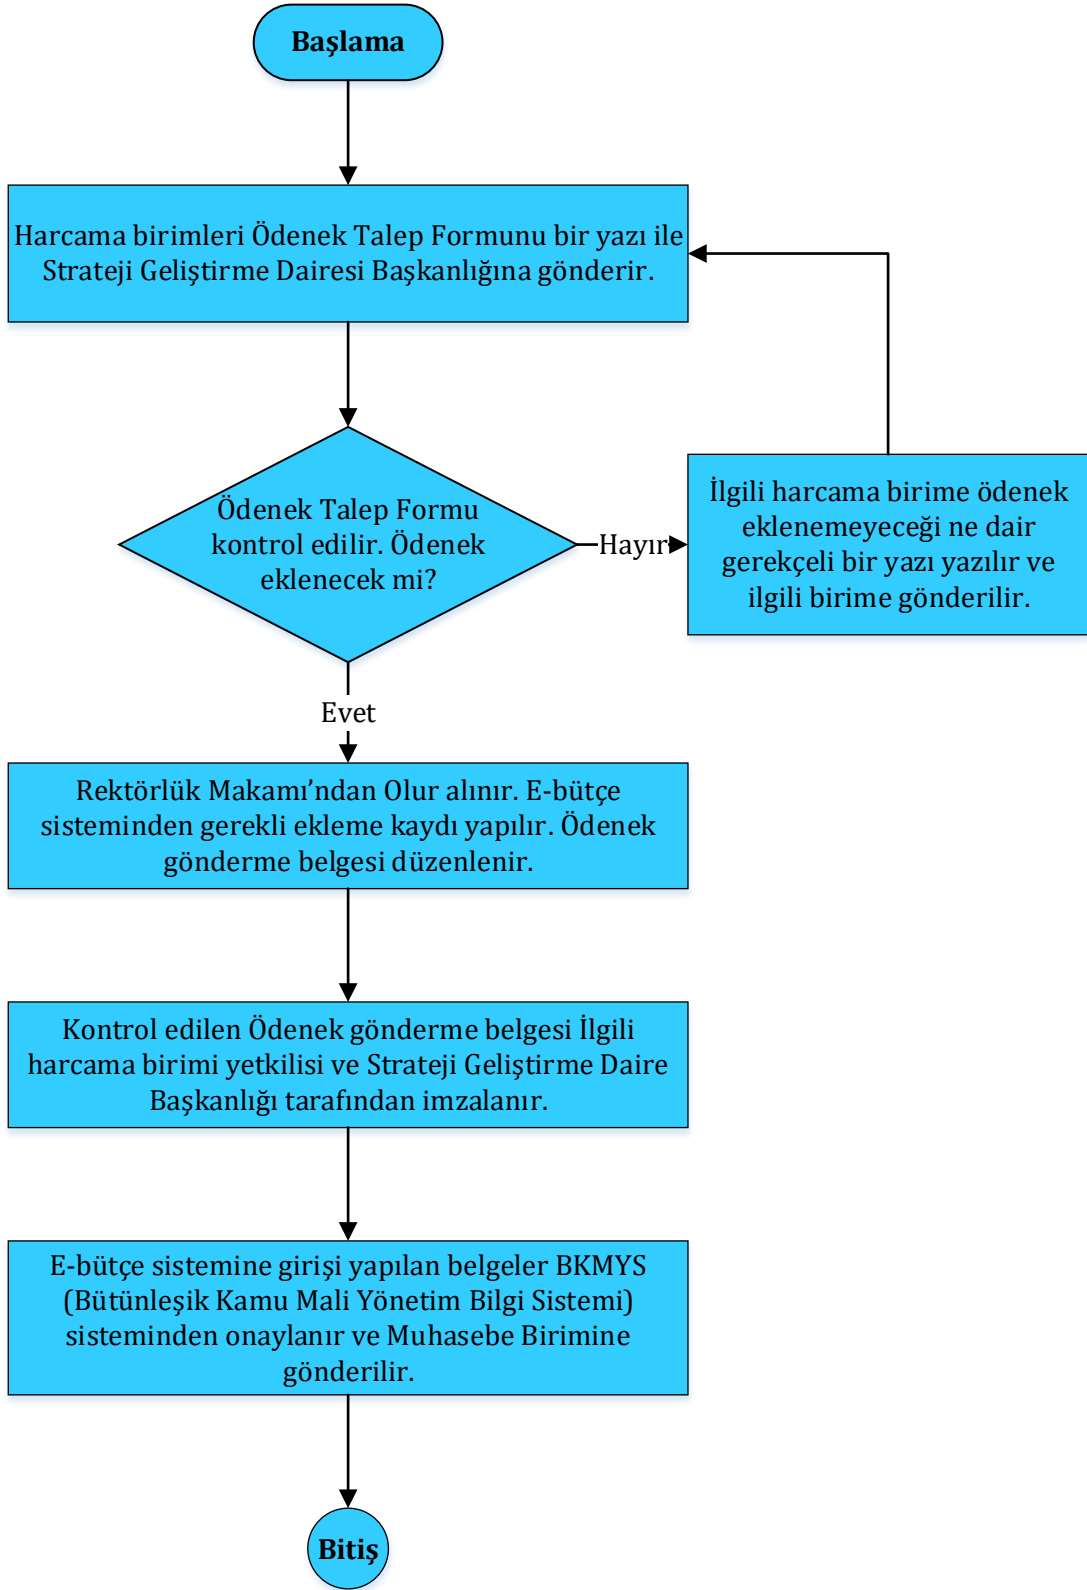 Başlama
Harcama birimleri Ödenek Talep Formunu bir yazı ile
Strateji Geliştirme Dairesi Başkanlığına gönderir.
Ödenek Talep Formu
kontrol edilir. Ödenek
eklenecek mi?
Hayır
İlgili harcama birime ödenek
eklenemeyeceği ne dair
gerekçeli bir yazı yazılır ve
ilgili birime gönderilir.
Evet
Rektörlük Makamı’ndan Olur alınır. E-bütçe
sisteminden gerekli ekleme kaydı yapılır. Ödenek
gönderme belgesi düzenlenir.
Kontrol edilen Ödenek gönderme belgesi İlgili
harcama birimi yetkilisi ve Strateji Geliştirme Daire
Başkanlığı tarafından imzalanır.
E-bütçe sistemine girişi yapılan belgeler BKMYS
(Bütünleşik Kamu Mali Yönetim Bilgi Sistemi)
sisteminden onaylanır ve Muhasebe Birimine
gönderilir.
Bitiş